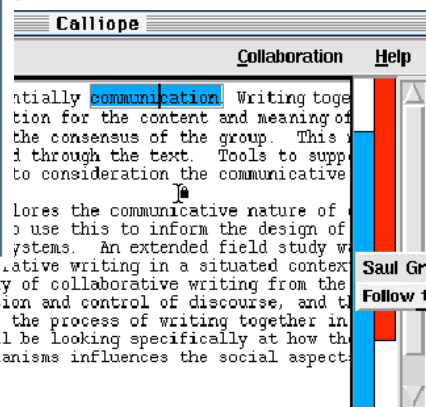 Calliope
Collaboration Help
ntially communication. Writing toge
tion for the content and meaning of
the consensus of the group. This
d through the text. Tools to supp
to consideration the communicative
lores the communicative nature of
o use this to inform the design of
ystems. An extended field study wa
rative writing in a situated contex
y of collaborative writing from the
ion and control of discourse, and t
the process of writing together in
l be looking specifically at how the
anisms influences the social aspect
Saul Gr
Follow t